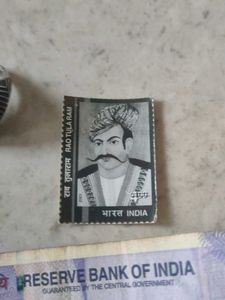 राव तुलाराम RAO TULA RAM
भारत INDIA
RESERVE BANK OF INDIA
GUARANTEED BY THE CENTRAL GOVERNMENT